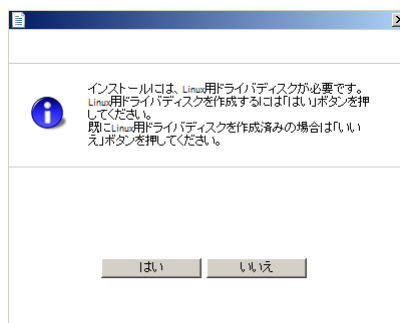 インストールには、Linux用ドライバディスクが必要です。
Linux用ドライバディスクを作成するには「はい」ボタンを押
してください。
既にLinux用ドライバディスクを作成済みの場合は「いい
え」ボタンを押してください。
はい
いいえ